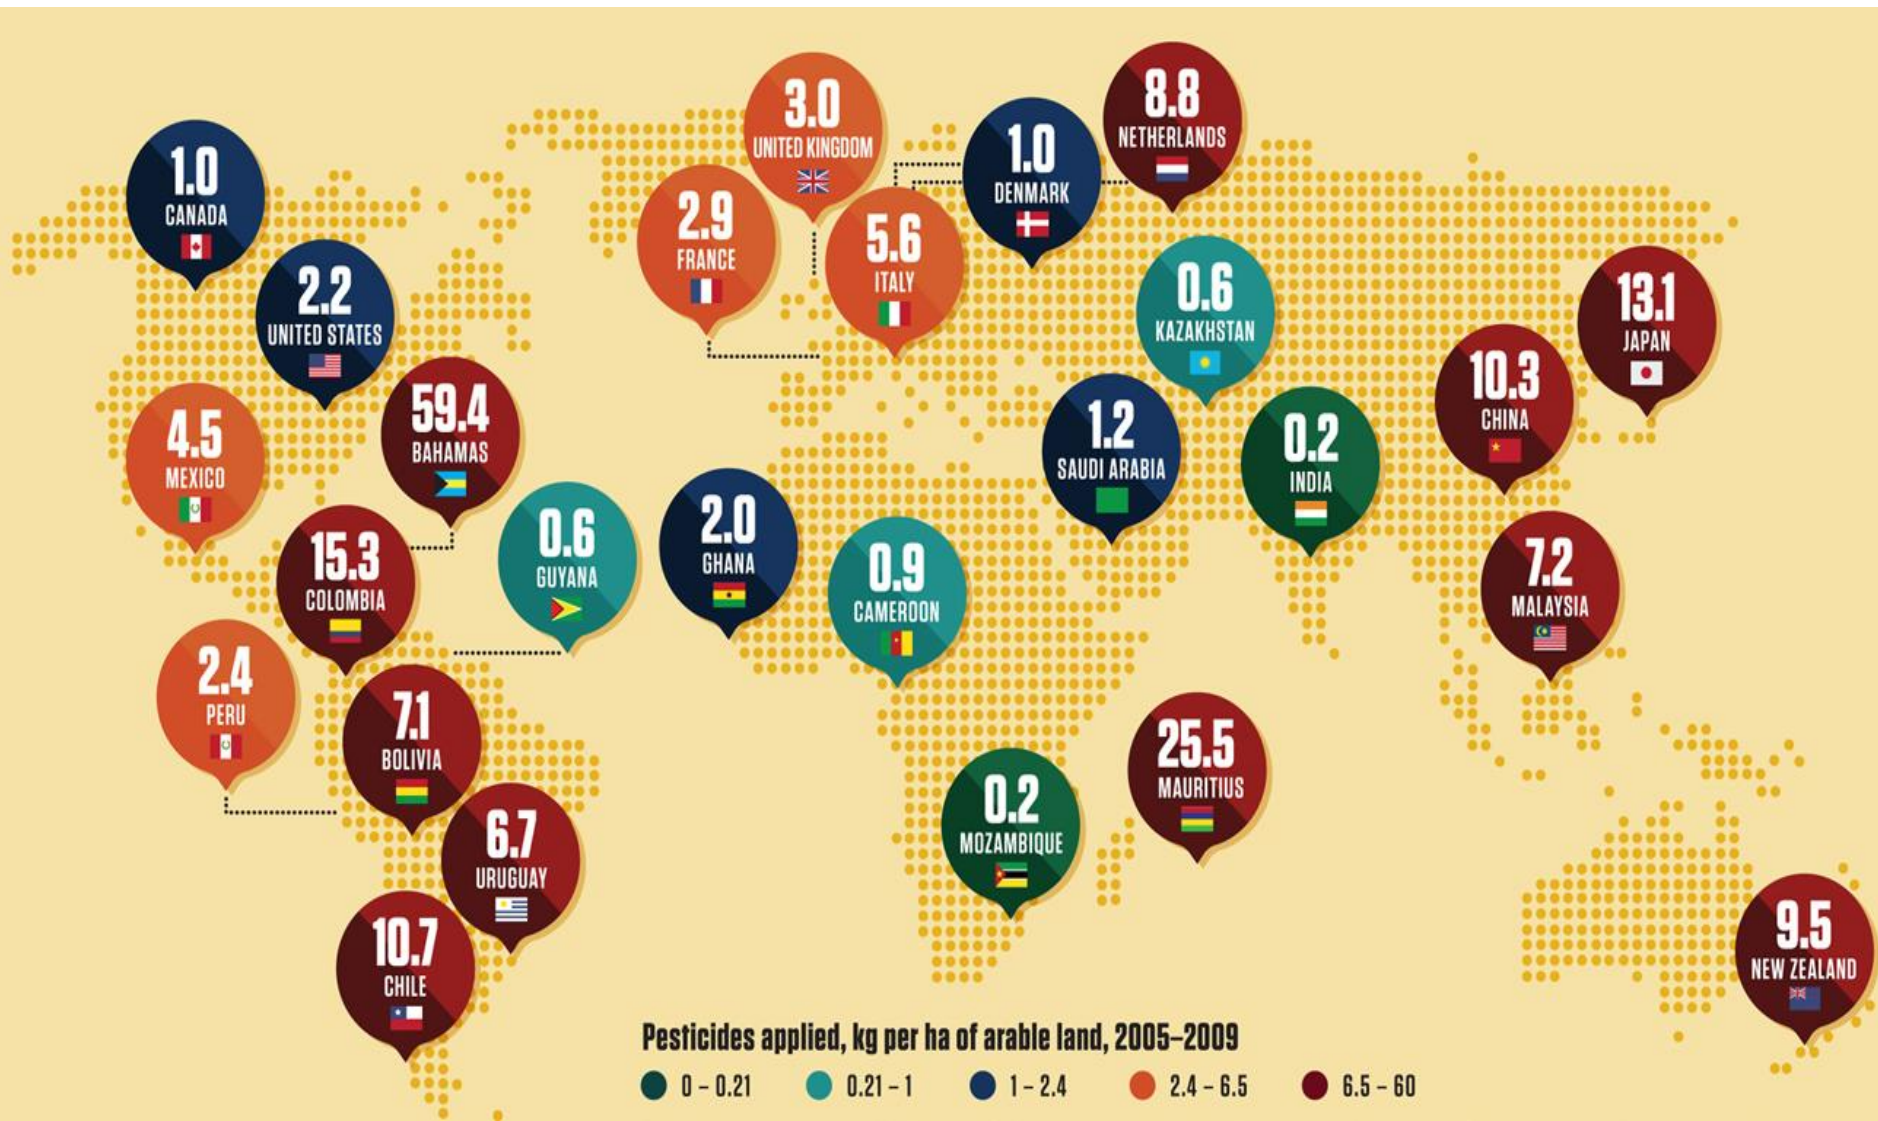 1.0
CANADA
2.2
UNITED STATES
4.5
MEXICO
59.4
BAHAMAS
15.3
COLOMBIA
0.6
GUYANA
2.4
PERU
7.1
BOLIVIA
6.7
URUGUAY
10.7
CHILE
3.0
UNITED KINGDOM
2.9
FRANCE
5.6
ITALY
1.0
DENMARK
8.8
NETHERLANDS
2.0
GHANA
0.9
CAMEROON
0.2
MOZAMBIQUE
25.5
MAURITIUS
0.6
KAZAKHSTAN
1.2
SAUDI ARABIA
0.2
INDIA
10.3
CHINA
13.1
JAPAN
7.2
MALAYSIA
9.5
NEW ZEALAND
Pesticides applied, kg per ha of arable land, 2005–2009
0 – 0.21
0.21 – 1
1 – 2.4
2.4 – 6.5
6.5 – 60